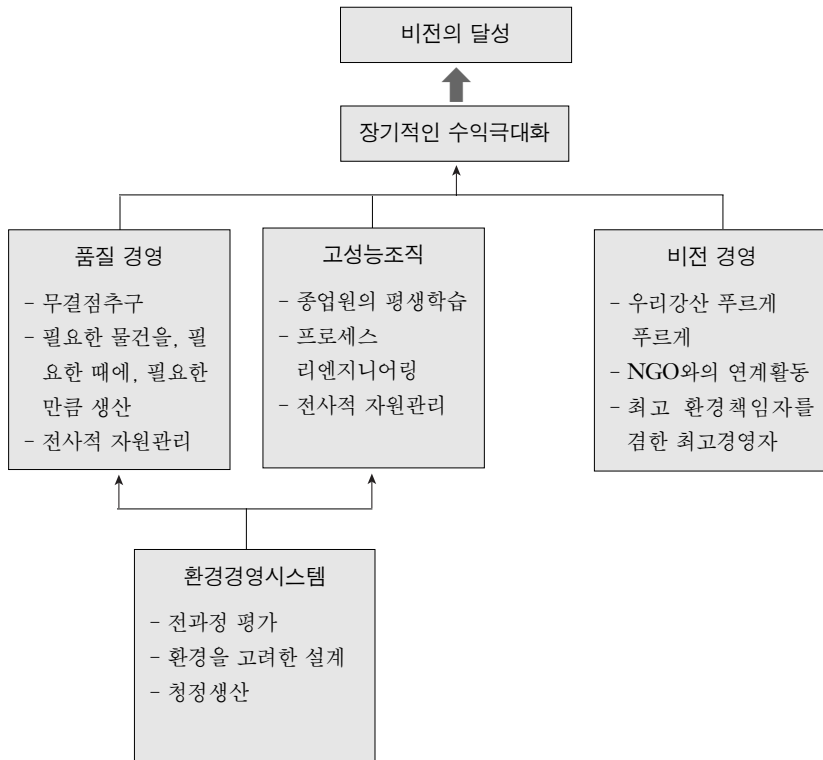 비전의 달성
장기적인 수익극대화
품질 경영
- 무결점추구
- 필요한 물건을, 필
요한 때에, 필요한
만큼 생산
- 전사적 자원관리
고성능조직
- 종업원의 평생학습
- 프로세스
리엔지니어링
- 전사적 자원관리
비전 경영
- 우리강산 푸르게
푸르게
- NGO와의 연계활동
- 최고 환경책임자를
겸한 최고경영자
환경경영시스템
- 전과정 평가
- 환경을 고려한 설계
- 청정생산